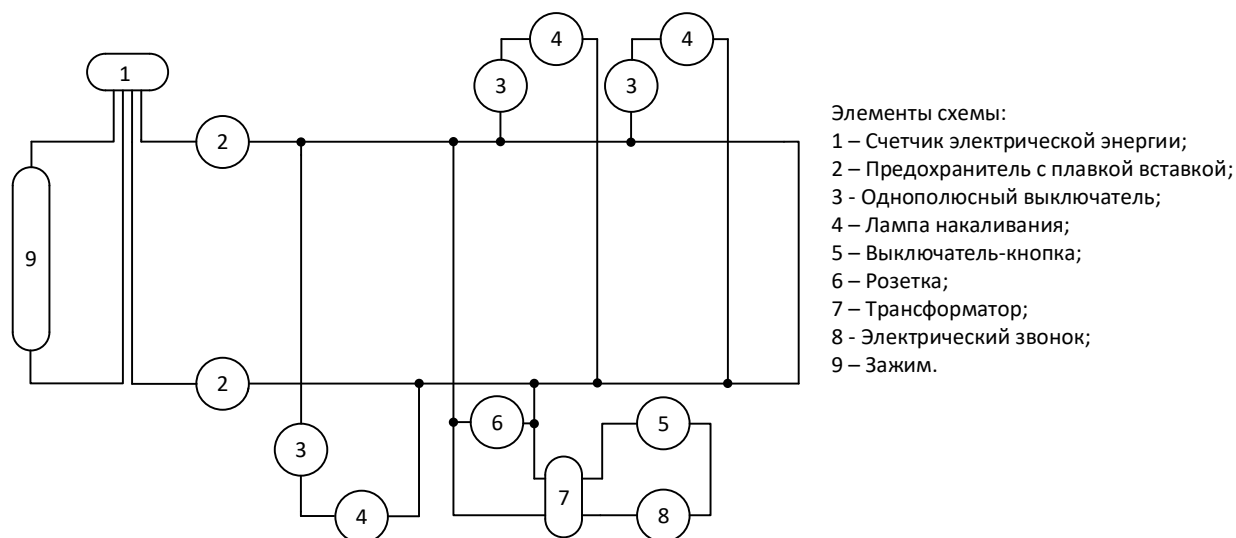 4
4
1
3
3
2
9
2
6
5
3
7
4
8
Элементы схемы:
1 – Счетчик электрической энергии;
2 – Предохранитель с плавкой вставкой;
3 - Однополюсный выключатель;
4 – Лампа накаливания;
5 – Выключатель-кнопка;
6 – Розетка;
7 – Трансформатор;
8 - Электрический звонок;
9 – Зажим.